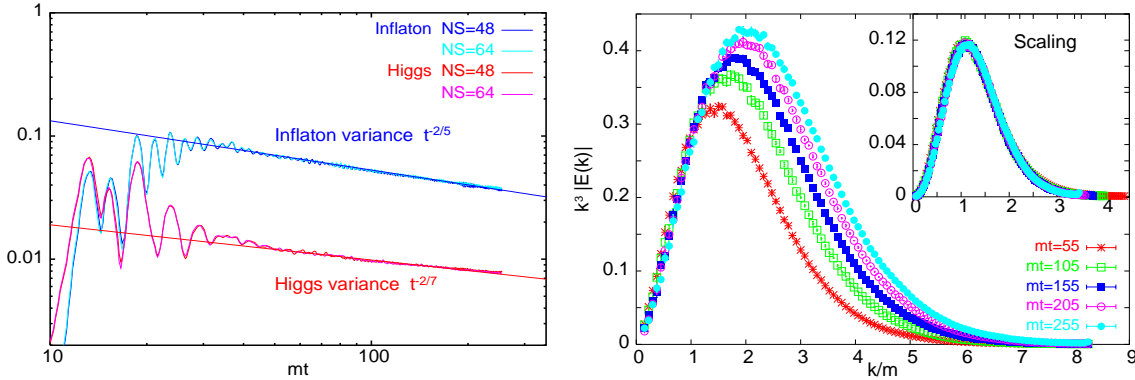 1
Inflaton NS=48
NS=64
Higgs NS=48
NS=64
0.1
Inflaton variance t-2/5
0.01
Higgs variance t-2/7
10
100
mt
k3 |E(k)|
0.4
0.3
0.2
0.1
0
0 1 2 3 4 5 6 7 8 9
k/m
Scaling
0.12
0.08
0.04
0
0 1 2 3 4
mt=55
mt=105
mt=155
mt=205
mt=255